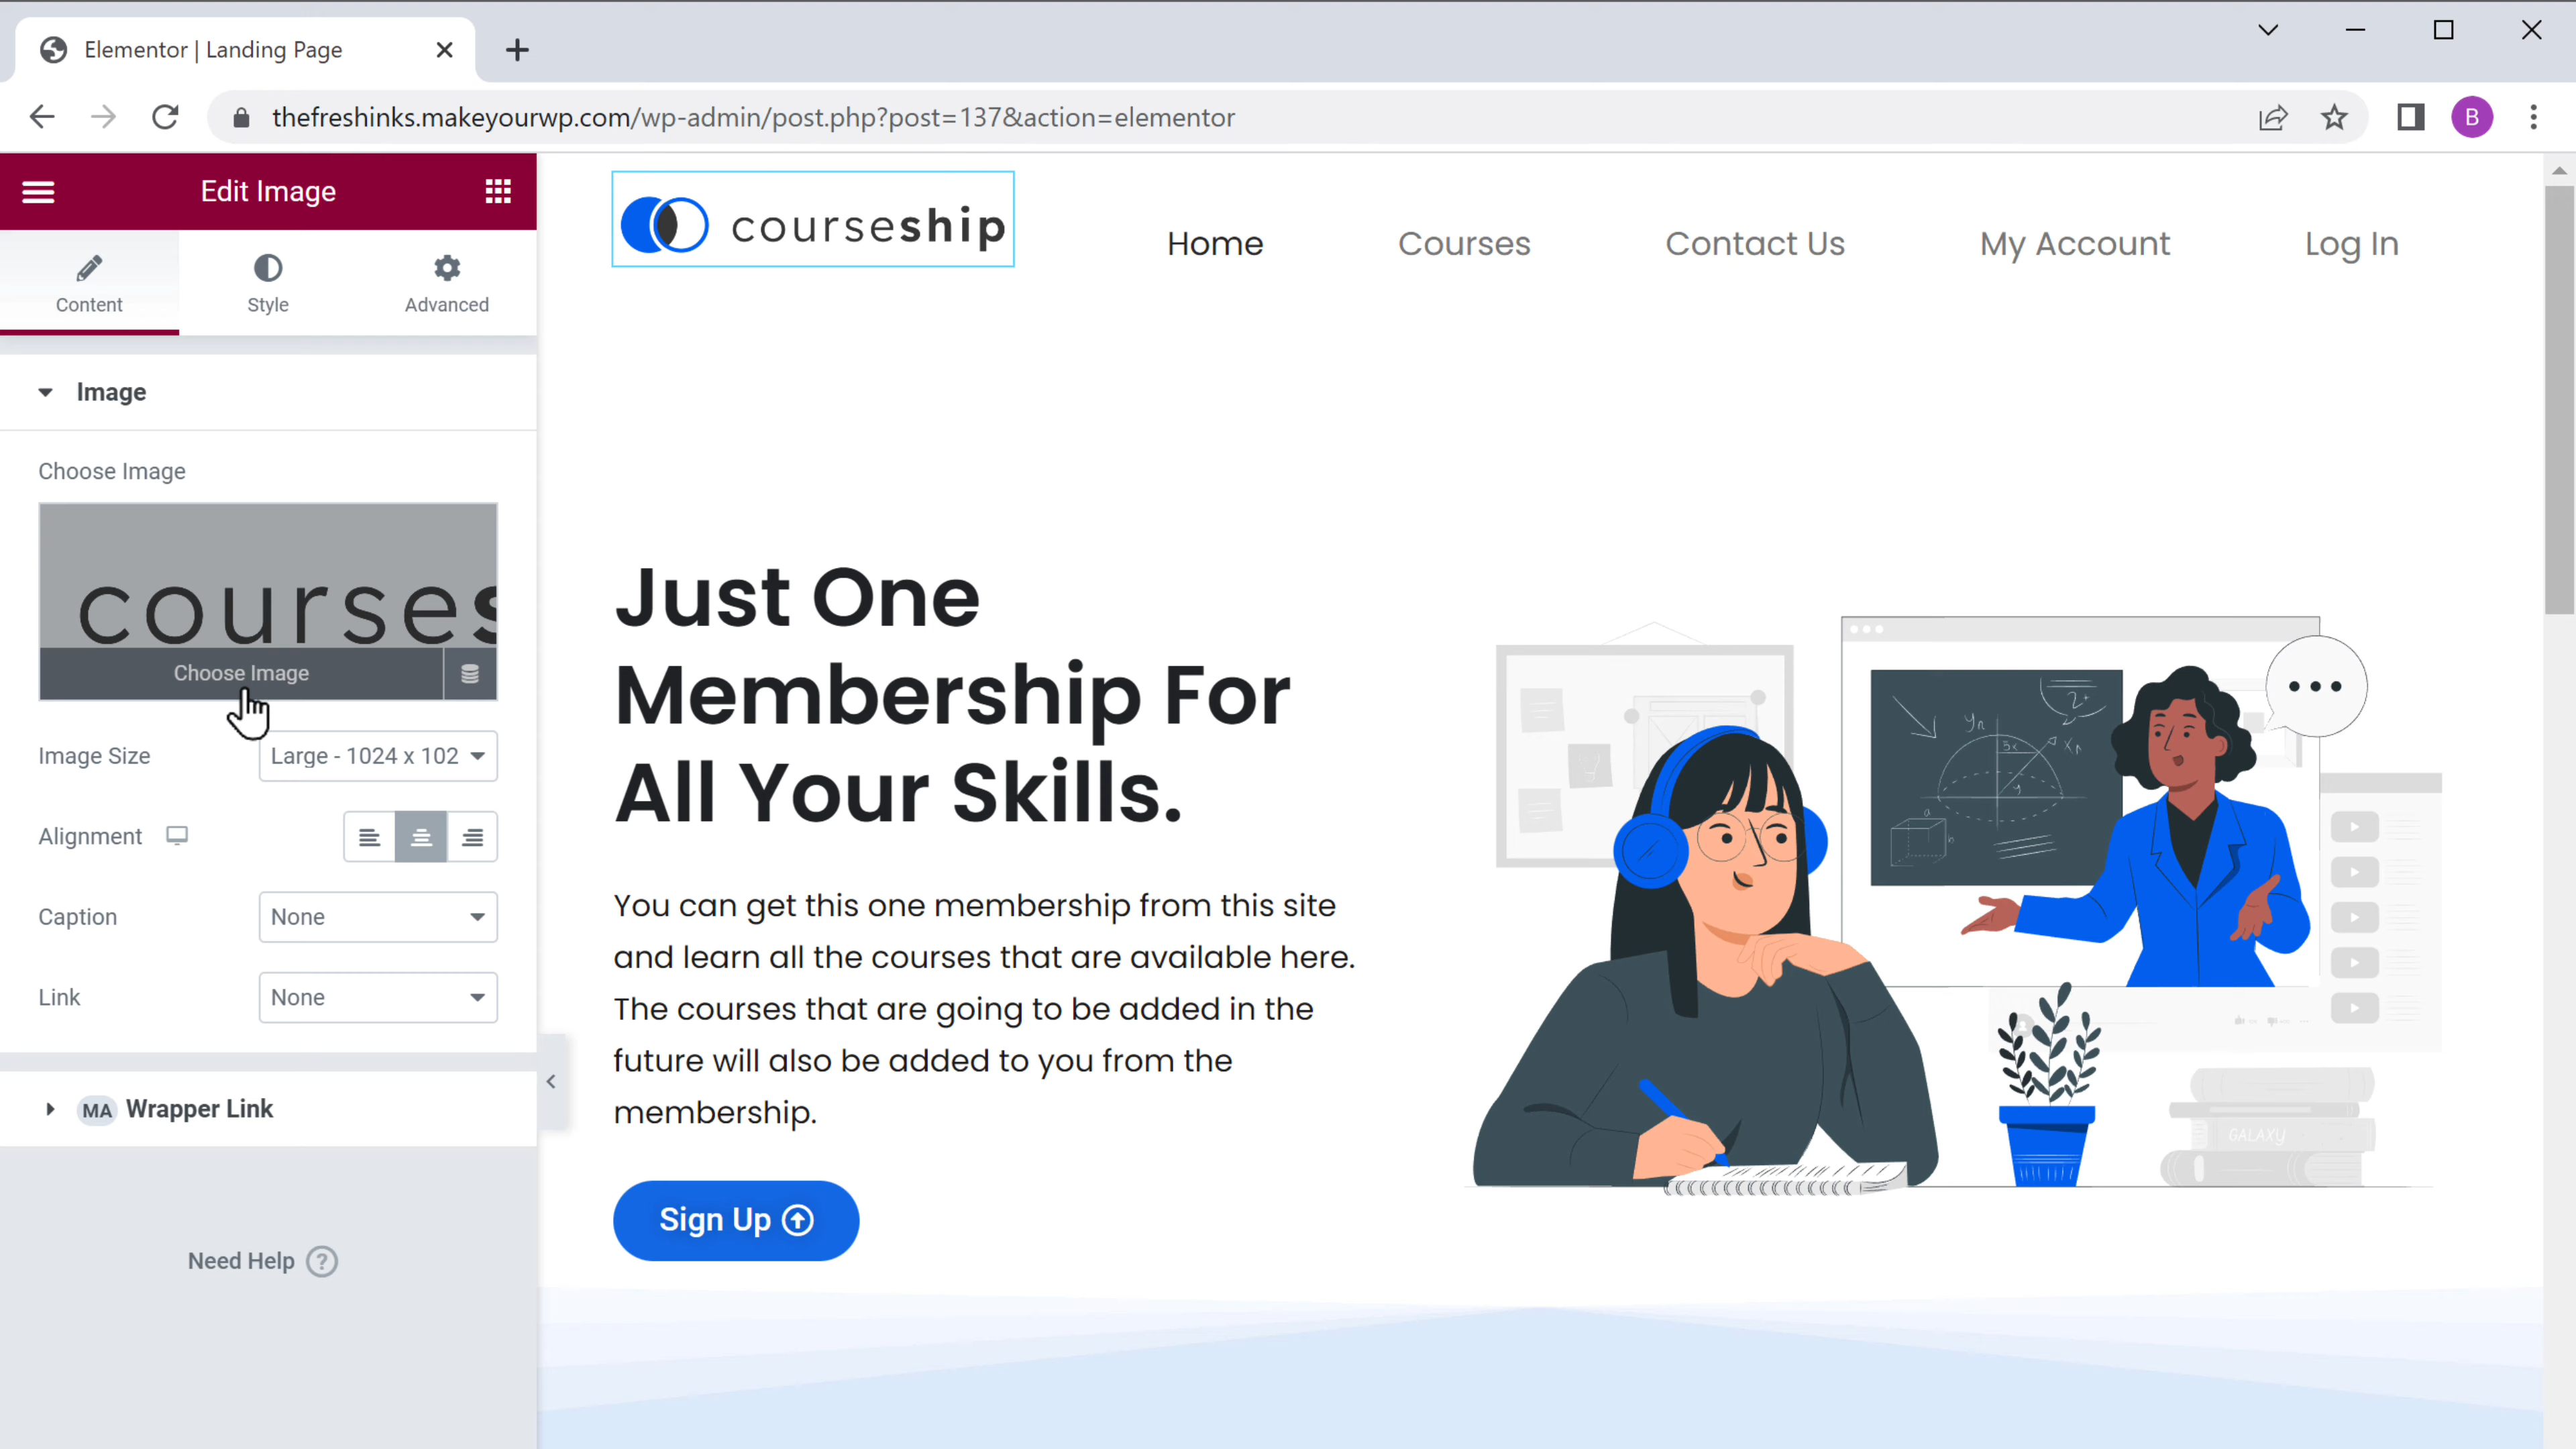 Elementor | Landing Page
thefreshinks.makeyourwp.com/wp-admin/post.php?post=137&action=elementor
B
Edit Image
Content
Style
Advanced
Image
Choose Image
courses
Choose Image
Image Size
Large - 1024 x 102
Alignment
Caption
None
Link
None
MA Wrapper Link
Need Help ?
courseship
Home
Courses
Contact Us
My Account
Log In
Just One
Membership For
All Your Skills.
You can get this one membership from this site
and learn all the courses that are available here.
The courses that are going to be added in the
future will also be added to you from the
membership.
Sign Up
GALAXY